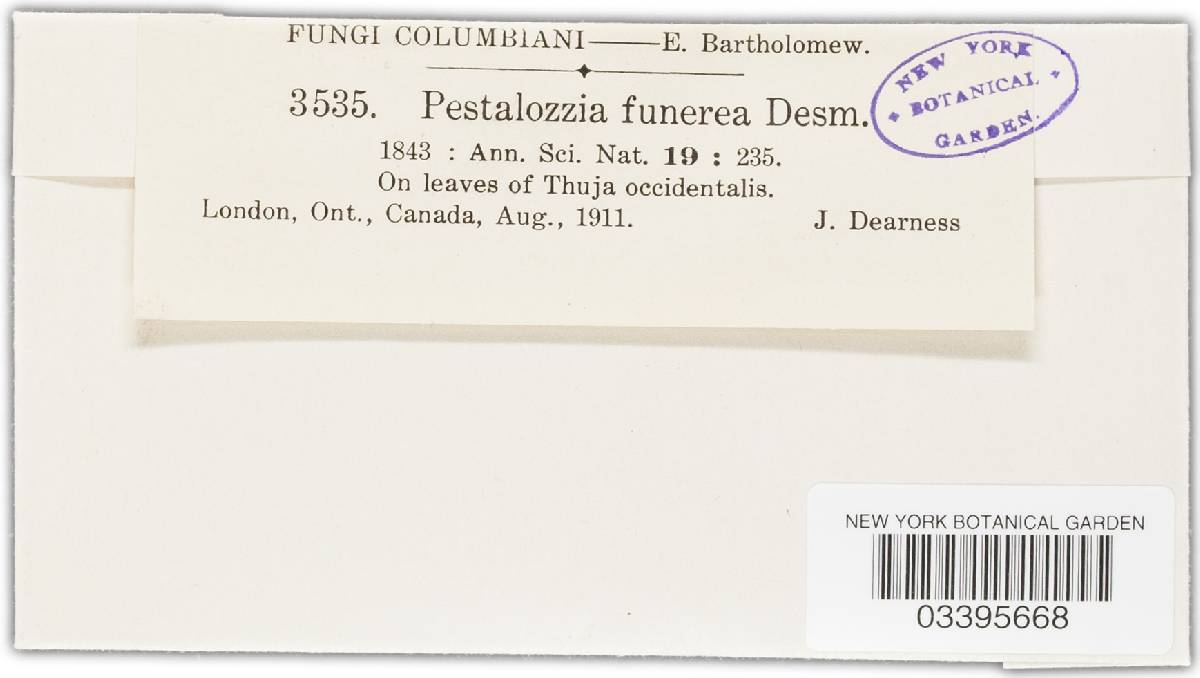 FUNGI COLUMBIANI——E. Bartholomew.
3535. Pestalozzia funerea Desm.
1843 : Ann. Sci. Nat. 19 : 235.
On leaves of Thuja occidentalis.
London, Ont., Canada, Aug., 1911. J. Dearness
NEW YORK
BOTANICAL
GARDEN.
NEW YORK BOTANICAL GARDEN
03395668